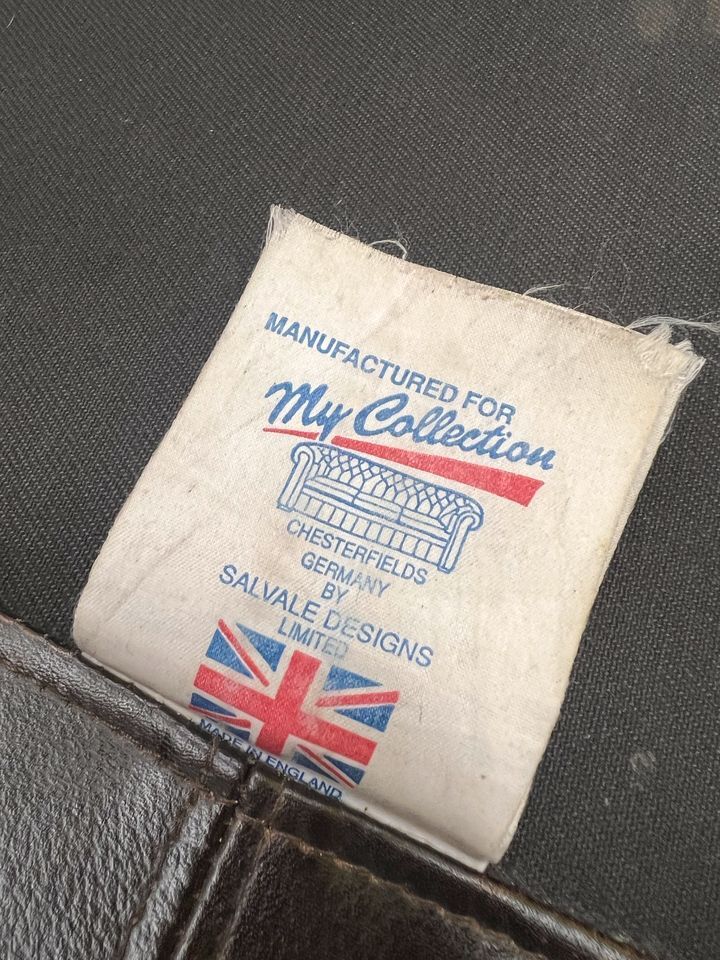 MANUFACTURED FOR
My Collection
CHESTERFIELDS
GERMANY
BY
SALVALE DESIGNS
LIMITED
MADE IN ENGLAND